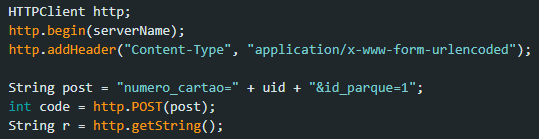 HTTPClient http;
http.begin(serverName);
http.addHeader("Content-Type", "application/x-www-form-urlencoded");

String post = "numero_cartao=" + uid + "&id_parque=1";
int code = http.POST(post);
String r = http.getString();